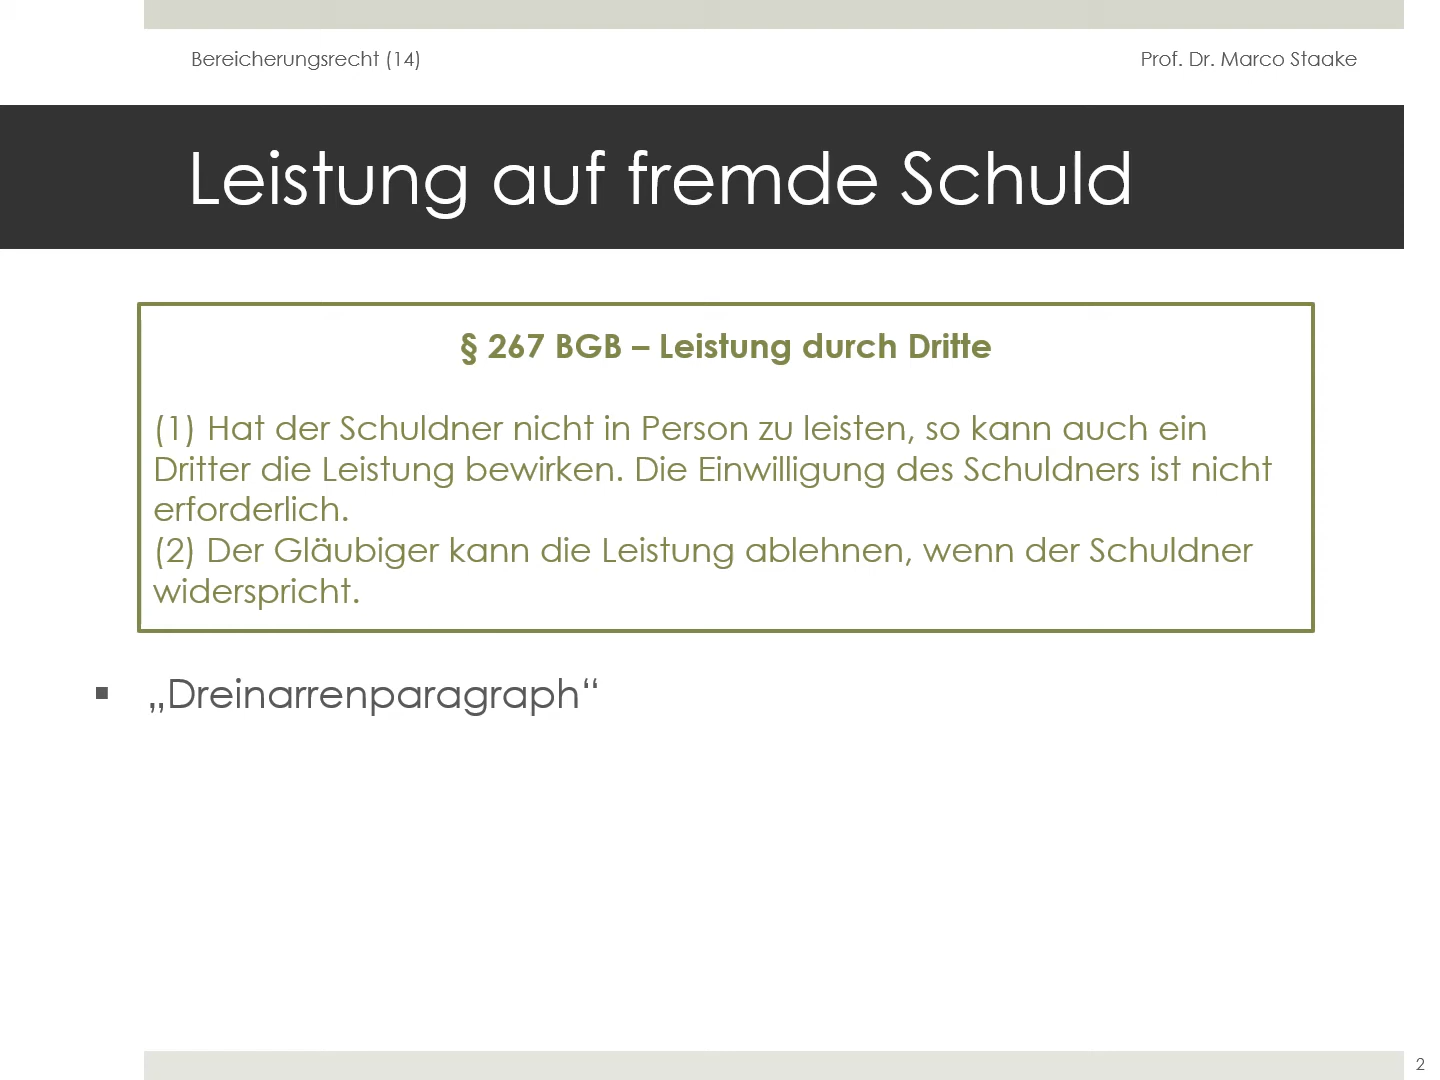 Bereicherungsrecht (14)
Prof. Dr. Marco Staake
Leistung auf fremde Schuld
§ 267 BGB – Leistung durch Dritte
(1) Hat der Schuldner nicht in Person zu leisten, so kann auch ein
Dritter die Leistung bewirken. Die Einwilligung des Schuldners ist nicht
erforderlich.
(2) Der Gläubiger kann die Leistung ablehnen, wenn der Schuldner
widerspricht.
▪ „Dreinarrenparagraph“
2